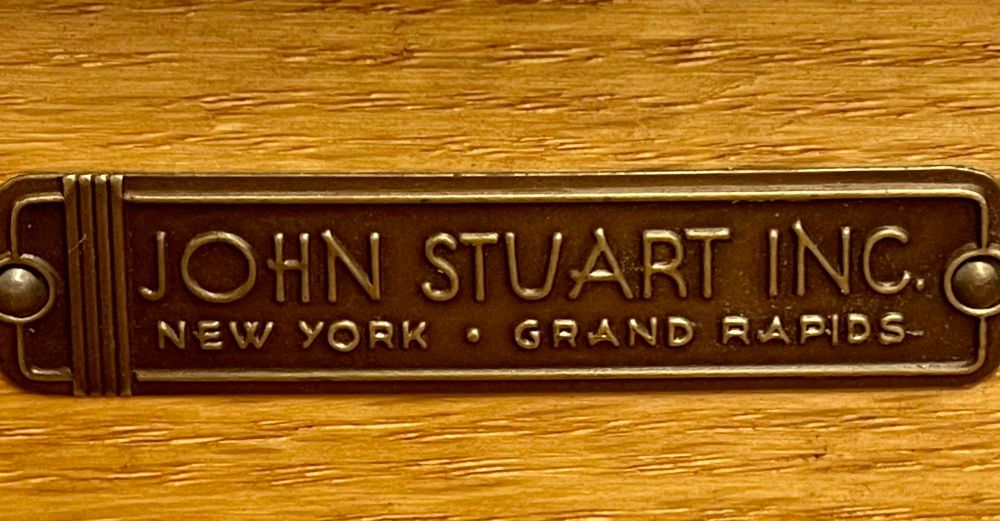 JOHN STUART INC.
NEW YORK • GRAND RAPIDS